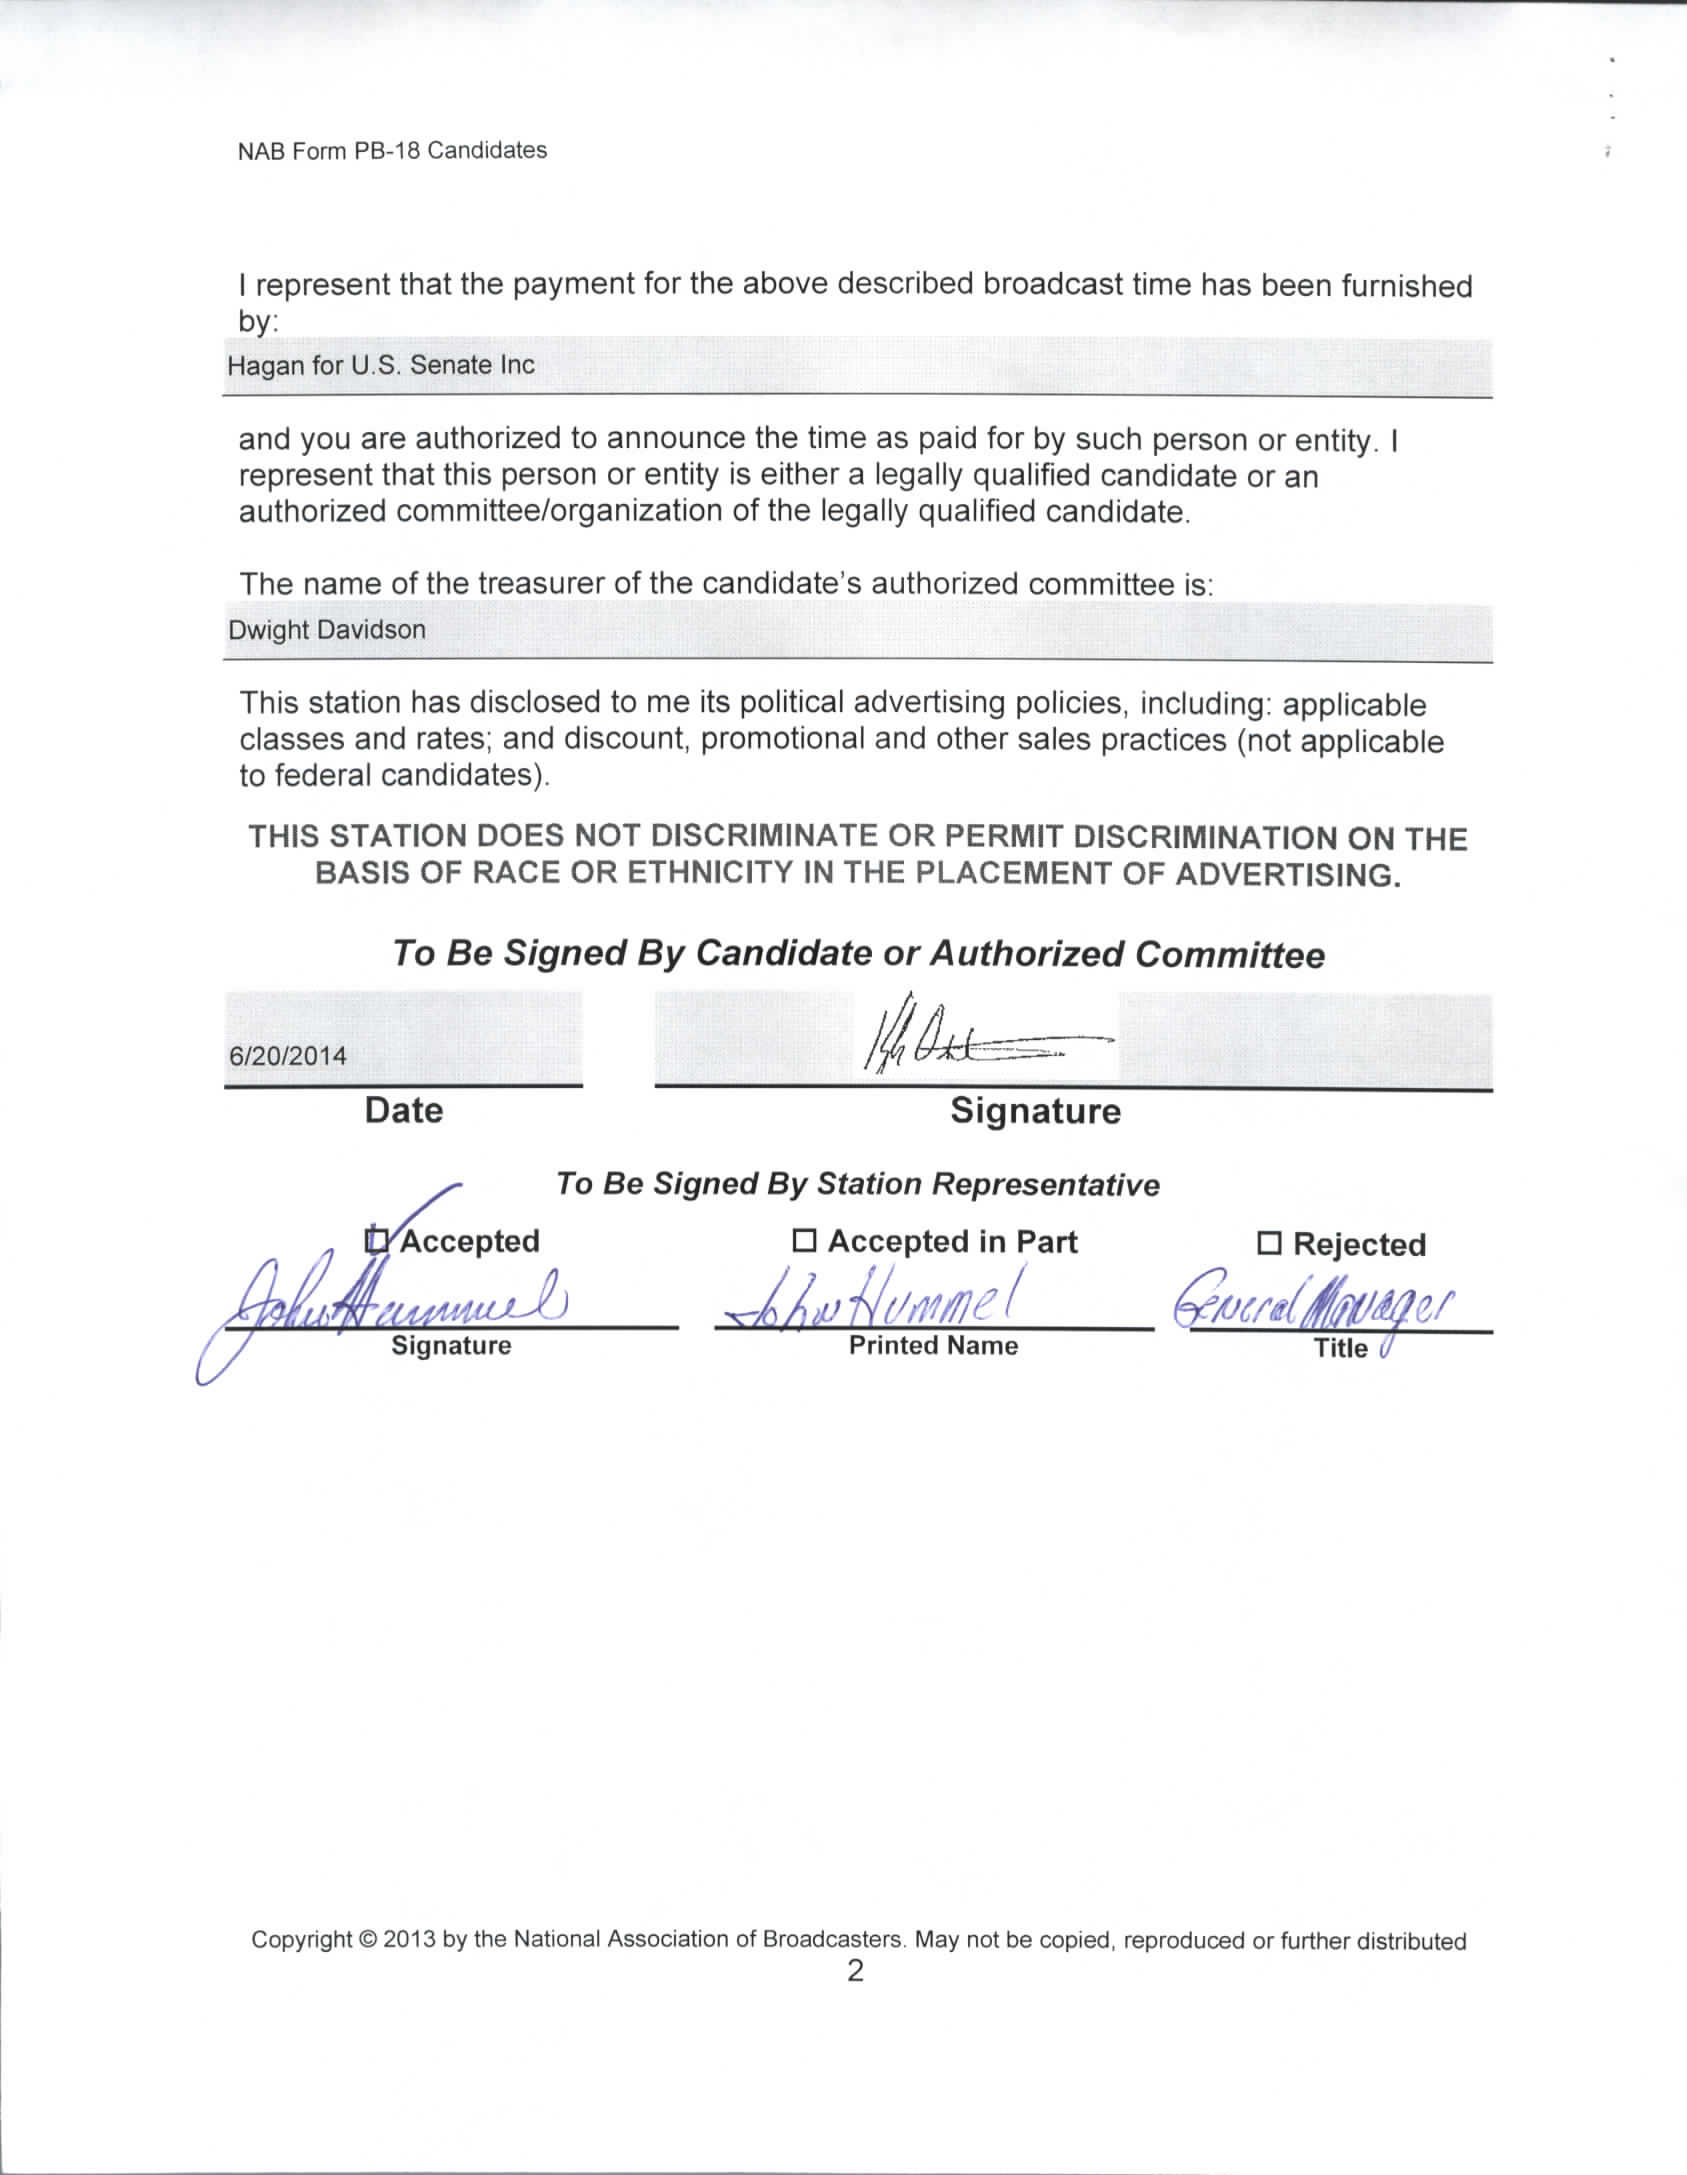 NAB Form PB-18 Candidates
I represent that the payment for the above described broadcast time has been furnished
by:
Hagan for U.S. Senate Inc
and you are authorized to announce the time as paid for by such person or entity. I
represent that this person or entity is either a legally qualified candidate or an
authorized committee/organization of the legally qualified candidate.
The name of the treasurer of the candidate's authorized committee is:
Dwight Davidson
This station has disclosed to me its political advertising policies, including: applicable
classes and rates; and discount, promotional and other sales practices (not applicable
to federal candidates).
THIS STATION DOES NOT DISCRIMINATE OR PERMIT DISCRIMINATION ON THE
BASIS OF RACE OR ETHNICITY IN THE PLACEMENT OF ADVERTISING.
To Be Signed By Candidate or Authorized Committee
6/20/2014
Date Signature
To Be Signed By Station Representative
Accepted Accepted in Part Rejected
John Hummel John Hummel General Manager
Signature Printed Name Title
Copyright © 2013 by the National Association of Broadcasters. May not be copied, reproduced or further distributed
2